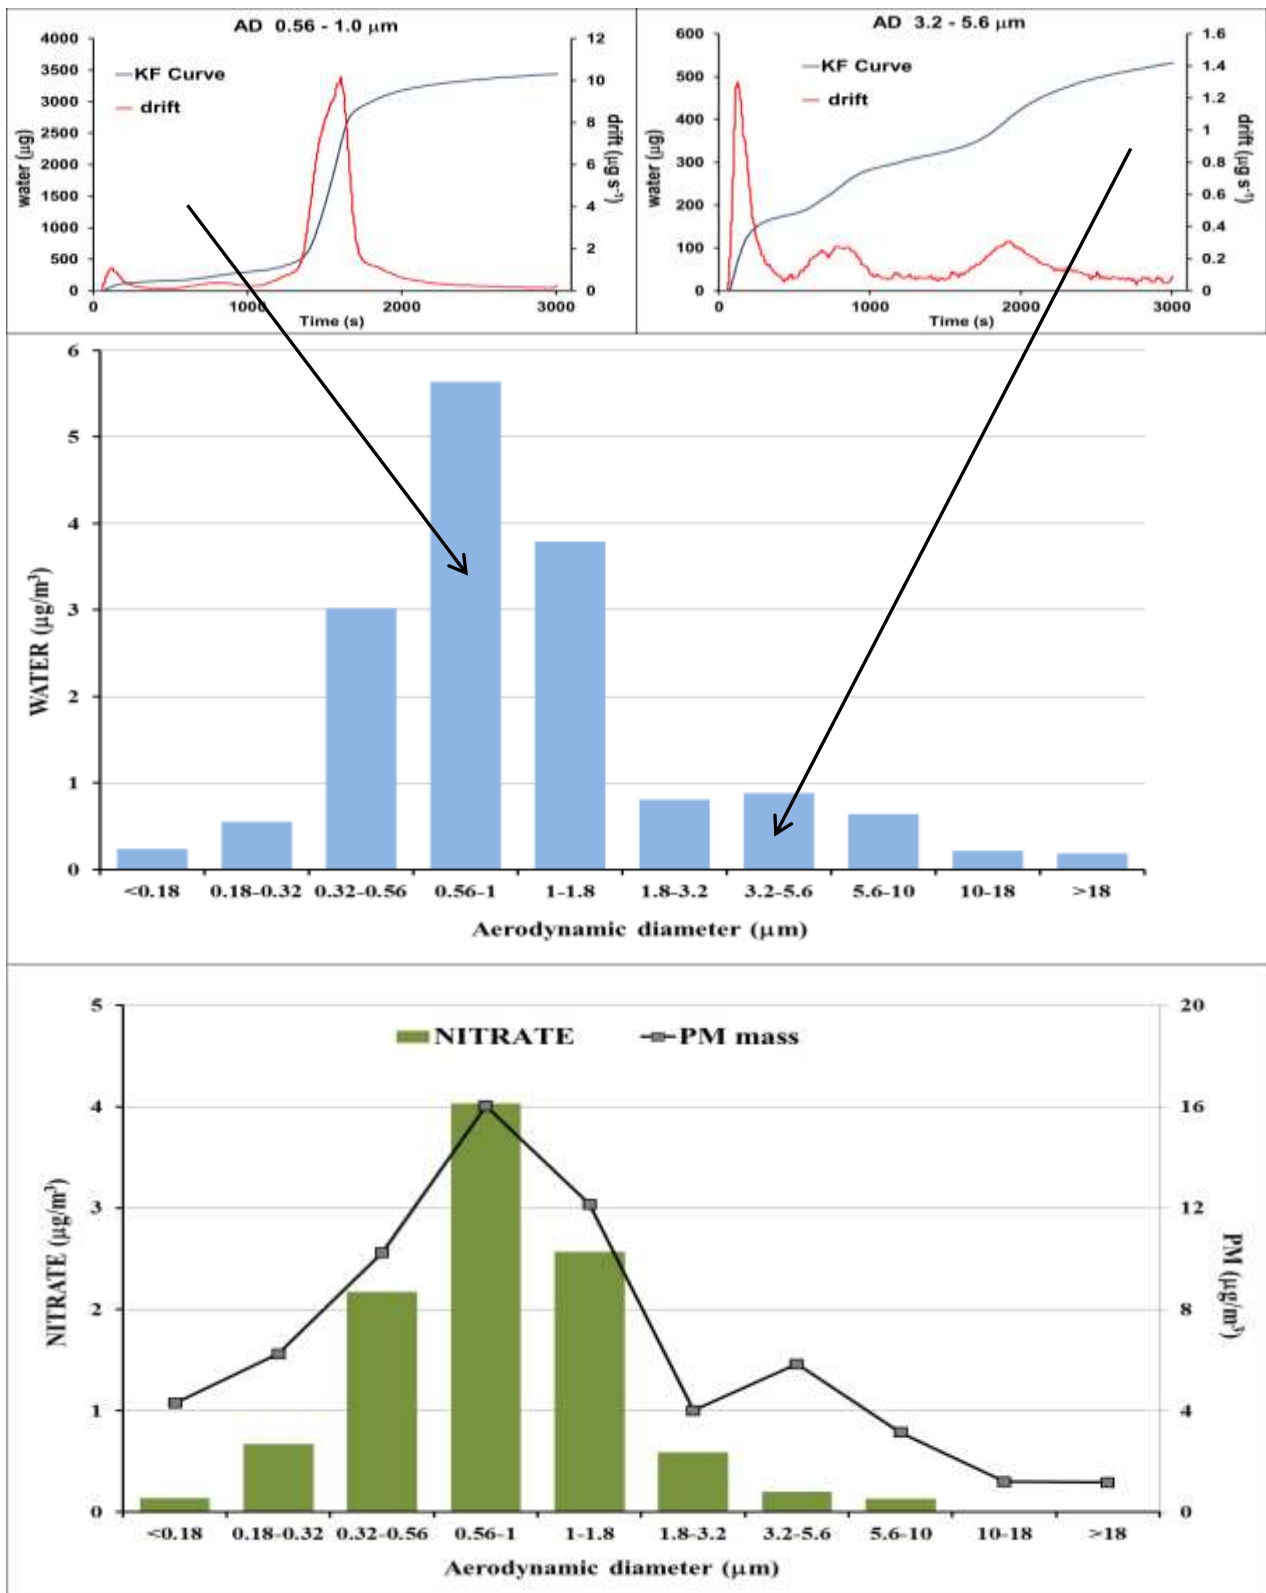 AD 0.56 - 1.0 μm
4000
3500
3000
2500
2000
1500
1000
500
0
water (μg)
KF Curve
drift
12
10
8
6
4
2
0
drift (μg s⁻¹)
0
1000
2000
3000
Time (s)
AD 3.2 - 5.6 μm
600
500
400
300
200
100
0
water (μg)
KF Curve
drift
1.6
1.4
1.2
1
0.8
0.6
0.4
0.2
0
drift (μg s⁻¹)
0
1000
2000
3000
Time (s)
6
5
4
3
2
1
0
WATER (μg/m³)
<0.18 0.18-0.32 0.32-0.56 0.56-1 1-1.8 1.8-3.2 3.2-5.6 5.6-10 10-18 >18
Aerodynamic diameter (μm)
5
4
3
2
1
0
NITRATE (μg/m³)
NITRATE
PM mass
20
16
12
8
4
0
PM (μg/m³)
<0.18 0.18-0.32 0.32-0.56 0.56-1 1-1.8 1.8-3.2 3.2-5.6 5.6-10 10-18 >18
Aerodynamic diameter (μm)